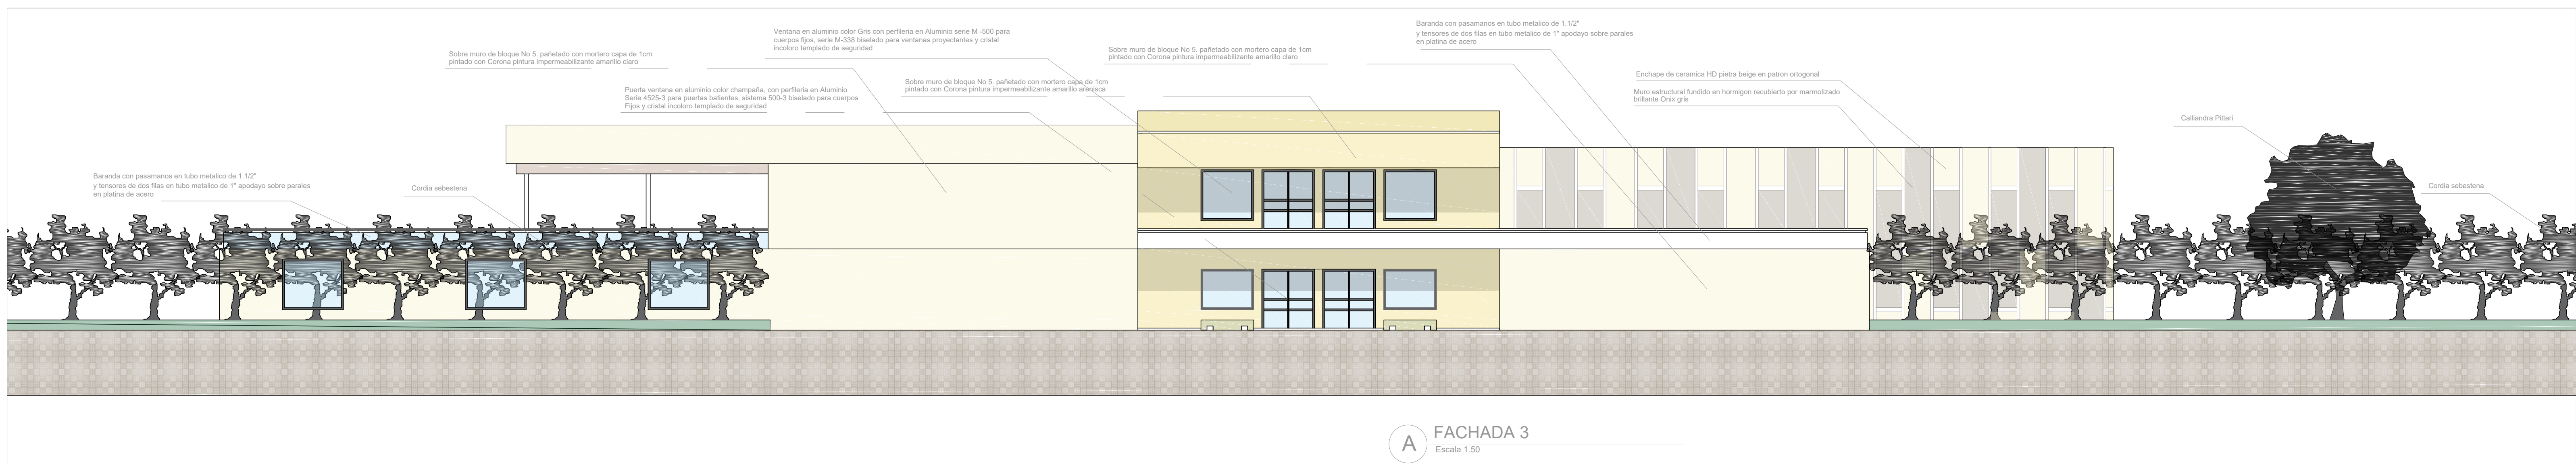 Baranda con pasamanos en tubo metalico de 1.1/2"
y tensores de dos filas en tubo metalico de 1" apodayo sobre parales
en platina de acero
Cordia sebestena
Sobre muro de bloque No 5. pañetado con mortero capa de 1cm
pintado con Corona pintura impermeabilizante amarillo claro
Puerta ventana en aluminio color champaña, con perfileria en Aluminio
Serie 4525-3 para puertas batientes, sistema 500-3 biselado para cuerpos
Fijos y cristal incoloro templado de seguridad
Ventana en aluminio color Gris con perfileria en Aluminio serie M -500 para
cuerpos fijos, serie M-338 biselado para ventanas proyectantes y cristal
incoloro templado de seguridad
Sobre muro de bloque No 5. pañetado con mortero capa de 1cm
pintado con Corona pintura impermeabilizante amarillo arenisca
Sobre muro de bloque No 5. pañetado con mortero capa de 1cm
pintado con Corona pintura impermeabilizante amarillo claro
Baranda con pasamanos en tubo metalico de 1.1/2"
y tensores de dos filas en tubo metalico de 1" apodayo sobre parales
en platina de acero
Enchape de ceramica HD pietra beige en patron ortogonal
Muro estructural fundido en hormigon recubierto por marmolizado
brillante Onix gris
Calliandra Pitteri
Cordia sebestena
A
FACHADA 3
Escala 1.50